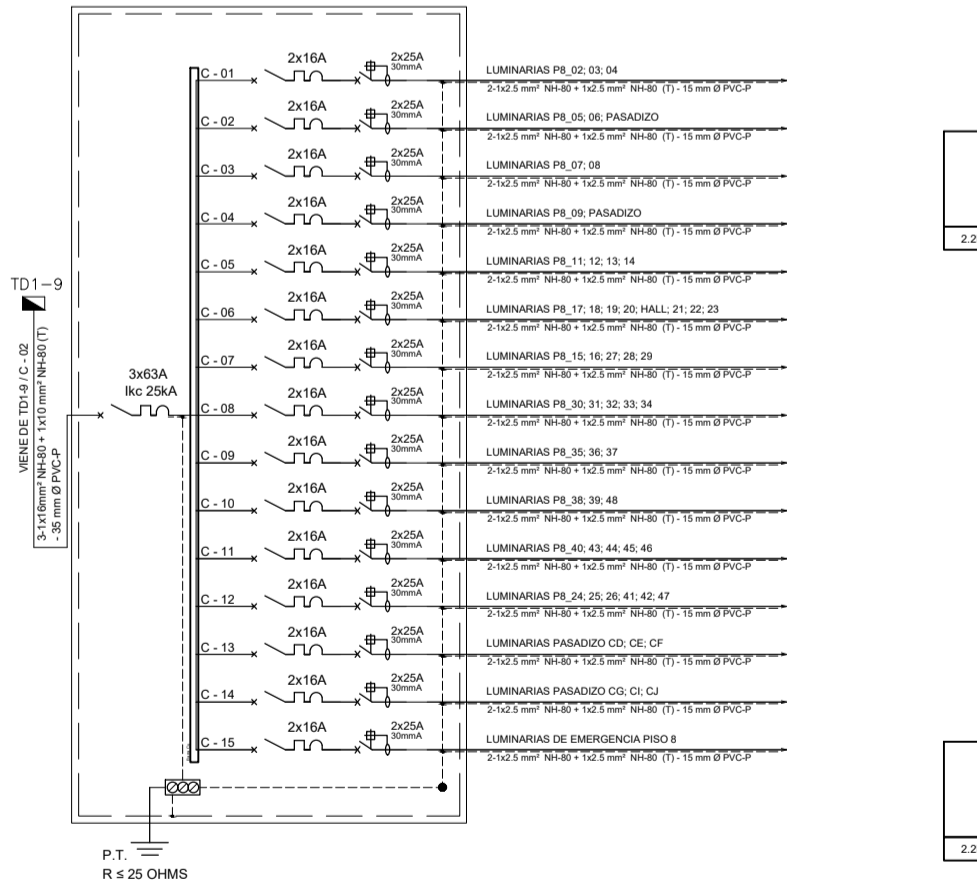 C - 01
2x16A
2x25A
30mmA
LUMINARIAS P8_02; 03; 04
2-1x2.5 mm² NH-80 + 1x2.5 mm² NH-80 (T) - 15 mm Ø PVC-P
C - 02
2x16A
2x25A
30mmA
LUMINARIAS P8_05; 06; PASADIZO
2-1x2.5 mm² NH-80 + 1x2.5 mm² NH-80 (T) - 15 mm Ø PVC-P
C - 03
2x16A
2x25A
30mmA
LUMINARIAS P8_07; 08
2-1x2.5 mm² NH-80 + 1x2.5 mm² NH-80 (T) - 15 mm Ø PVC-P
C - 04
2x16A
2x25A
30mmA
LUMINARIAS P8_09; PASADIZO
2-1x2.5 mm² NH-80 + 1x2.5 mm² NH-80 (T) - 15 mm Ø PVC-P
2.2
C - 05
2x16A
2x25A
30mmA
LUMINARIAS P8_11; 12; 13; 14
2-1x2.5 mm² NH-80 + 1x2.5 mm² NH-80 (T) - 15 mm Ø PVC-P
TD1-9
C - 06
2x16A
2x25A
30mmA
LUMINARIAS P8_17; 18; 19; 20; HALL; 21; 22; 23
2-1x2.5 mm² NH-80 + 1x2.5 mm² NH-80 (T) - 15 mm Ø PVC-P
C - 07
2x16A
2x25A
30mmA
LUMINARIAS P8_15; 16; 27; 28; 29
2-1x2.5 mm² NH-80 + 1x2.5 mm² NH-80 (T) - 15 mm Ø PVC-P
VIENE DE TD1-9 / C - 02
3-1x16mm² NH-80 + 1x10 mm² NH-80 (T)
- 35 mm Ø PVC-P
3x63A
Ikc 25kA
C - 08
2x16A
2x25A
30mmA
LUMINARIAS P8_30; 31; 32; 33; 34
2-1x2.5 mm² NH-80 + 1x2.5 mm² NH-80 (T) - 15 mm Ø PVC-P
C - 09
2x16A
2x25A
30mmA
LUMINARIAS P8_35; 36; 37
2-1x2.5 mm² NH-80 + 1x2.5 mm² NH-80 (T) - 15 mm Ø PVC-P
C - 10
2x16A
2x25A
30mmA
LUMINARIAS P8_38; 39; 48
2-1x2.5 mm² NH-80 + 1x2.5 mm² NH-80 (T) - 15 mm Ø PVC-P
C - 11
2x16A
2x25A
30mmA
LUMINARIAS P8_40; 43; 44; 45; 46
2-1x2.5 mm² NH-80 + 1x2.5 mm² NH-80 (T) - 15 mm Ø PVC-P
C - 12
2x16A
2x25A
30mmA
LUMINARIAS P8_24; 25; 26; 41; 42; 47
2-1x2.5 mm² NH-80 + 1x2.5 mm² NH-80 (T) - 15 mm Ø PVC-P
C - 13
2x16A
2x25A
30mmA
LUMINARIAS PASADIZO CD; CE; CF
2-1x2.5 mm² NH-80 + 1x2.5 mm² NH-80 (T) - 15 mm Ø PVC-P
C - 14
2x16A
2x25A
30mmA
LUMINARIAS PASADIZO CG; CI; CJ
2-1x2.5 mm² NH-80 + 1x2.5 mm² NH-80 (T) - 15 mm Ø PVC-P
C - 15
2x16A
2x25A
30mmA
LUMINARIAS DE EMERGENCIA PISO 8
2-1x2.5 mm² NH-80 + 1x2.5 mm² NH-80 (T) - 15 mm Ø PVC-P
2.2
P.T.
R ≤ 25 OHMS